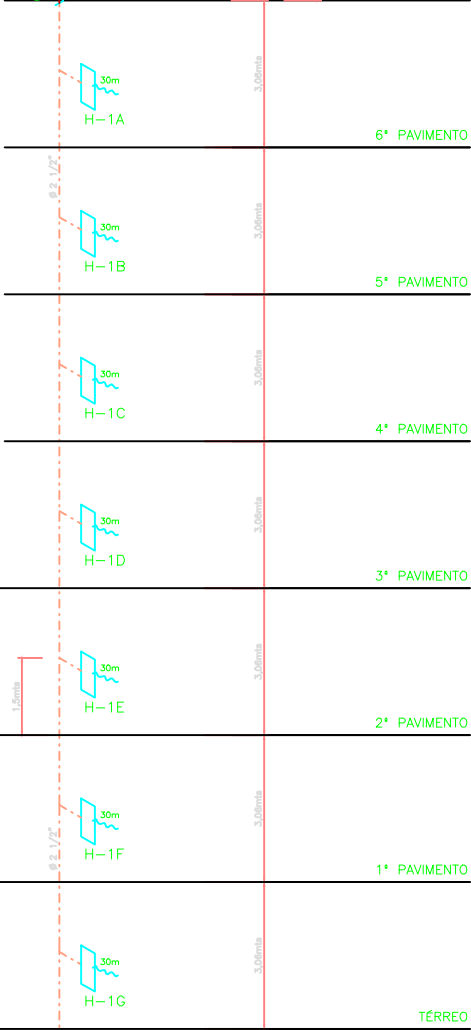 30m
3,06mts
H-1A
6° PAVIMENTO
Ø 2 1/2"
30m
3,06mts
H-1B
5° PAVIMENTO
30m
3,06mts
H-1C
4° PAVIMENTO
30m
3,06mts
H-1D
3° PAVIMENTO
30m
3,06mts
1,5mts
H-1E
2° PAVIMENTO
30m
3,06mts
Ø 2 1/2"
H-1F
1° PAVIMENTO
30m
3,06mts
H-1G
TÉRREO